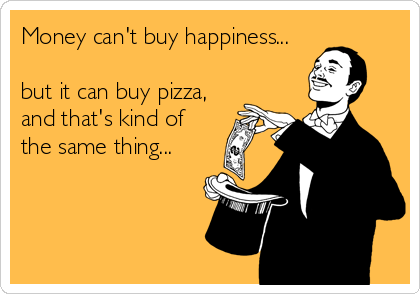 Money can't buy happiness...
but it can buy pizza,
and that's kind of
the same thing...